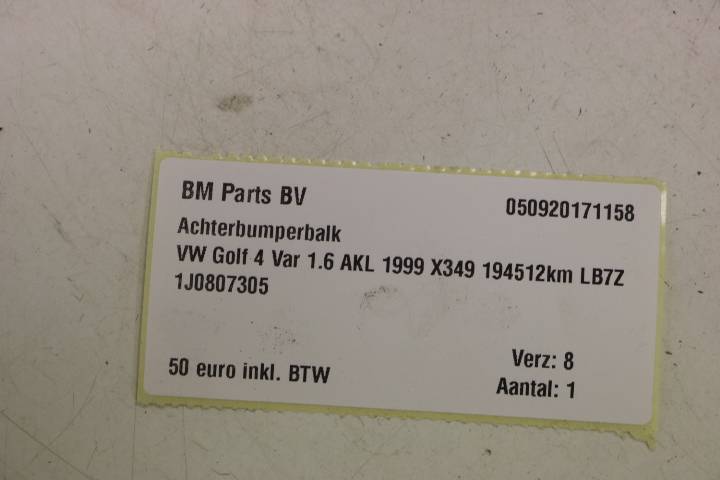 BM Parts BV 050920171158
Achterbumperbalk
VW Golf 4 Var 1.6 AKL 1999 X349 194512km LB7Z
1J0807305
Verz: 8
50 euro inkl. BTW Aantal: 1